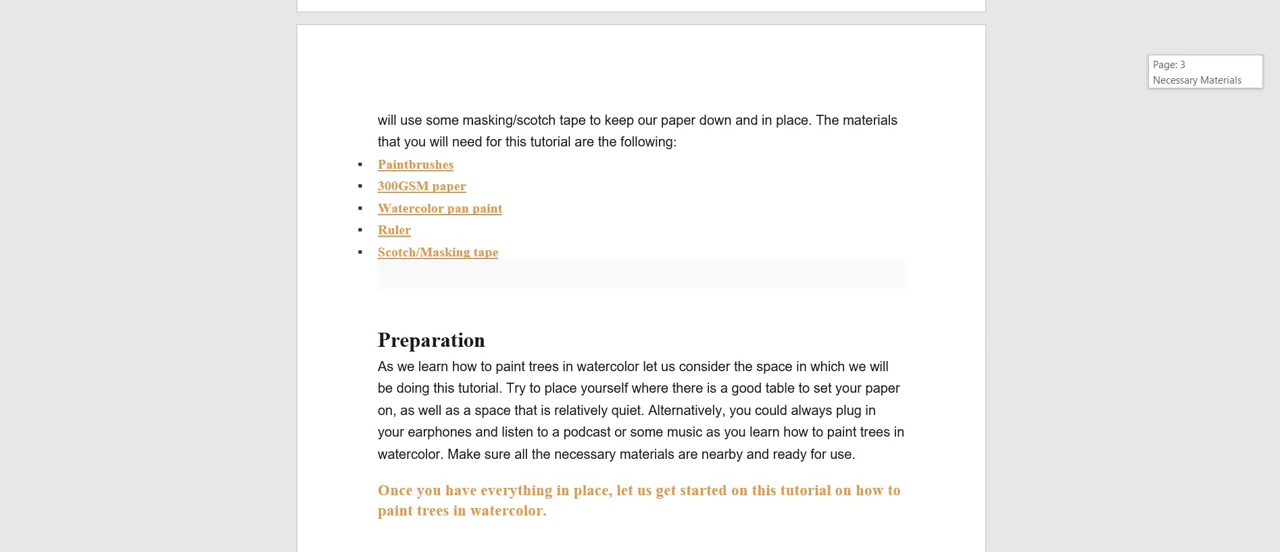 Page: 3
Necessary Materials
will use some masking/scotch tape to keep our paper down and in place. The materials
that you will need for this tutorial are the following:
▪ Paintbrushes
▪ 300GSM paper
▪ Watercolor pan paint
▪ Ruler
▪ Scotch/Masking tape
Preparation
As we learn how to paint trees in watercolor let us consider the space in which we will
be doing this tutorial. Try to place yourself where there is a good table to set your paper
on, as well as a space that is relatively quiet. Alternatively, you could always plug in
your earphones and listen to a podcast or some music as you learn how to paint trees in
watercolor. Make sure all the necessary materials are nearby and ready for use.
Once you have everything in place, let us get started on this tutorial on how to
paint trees in watercolor.